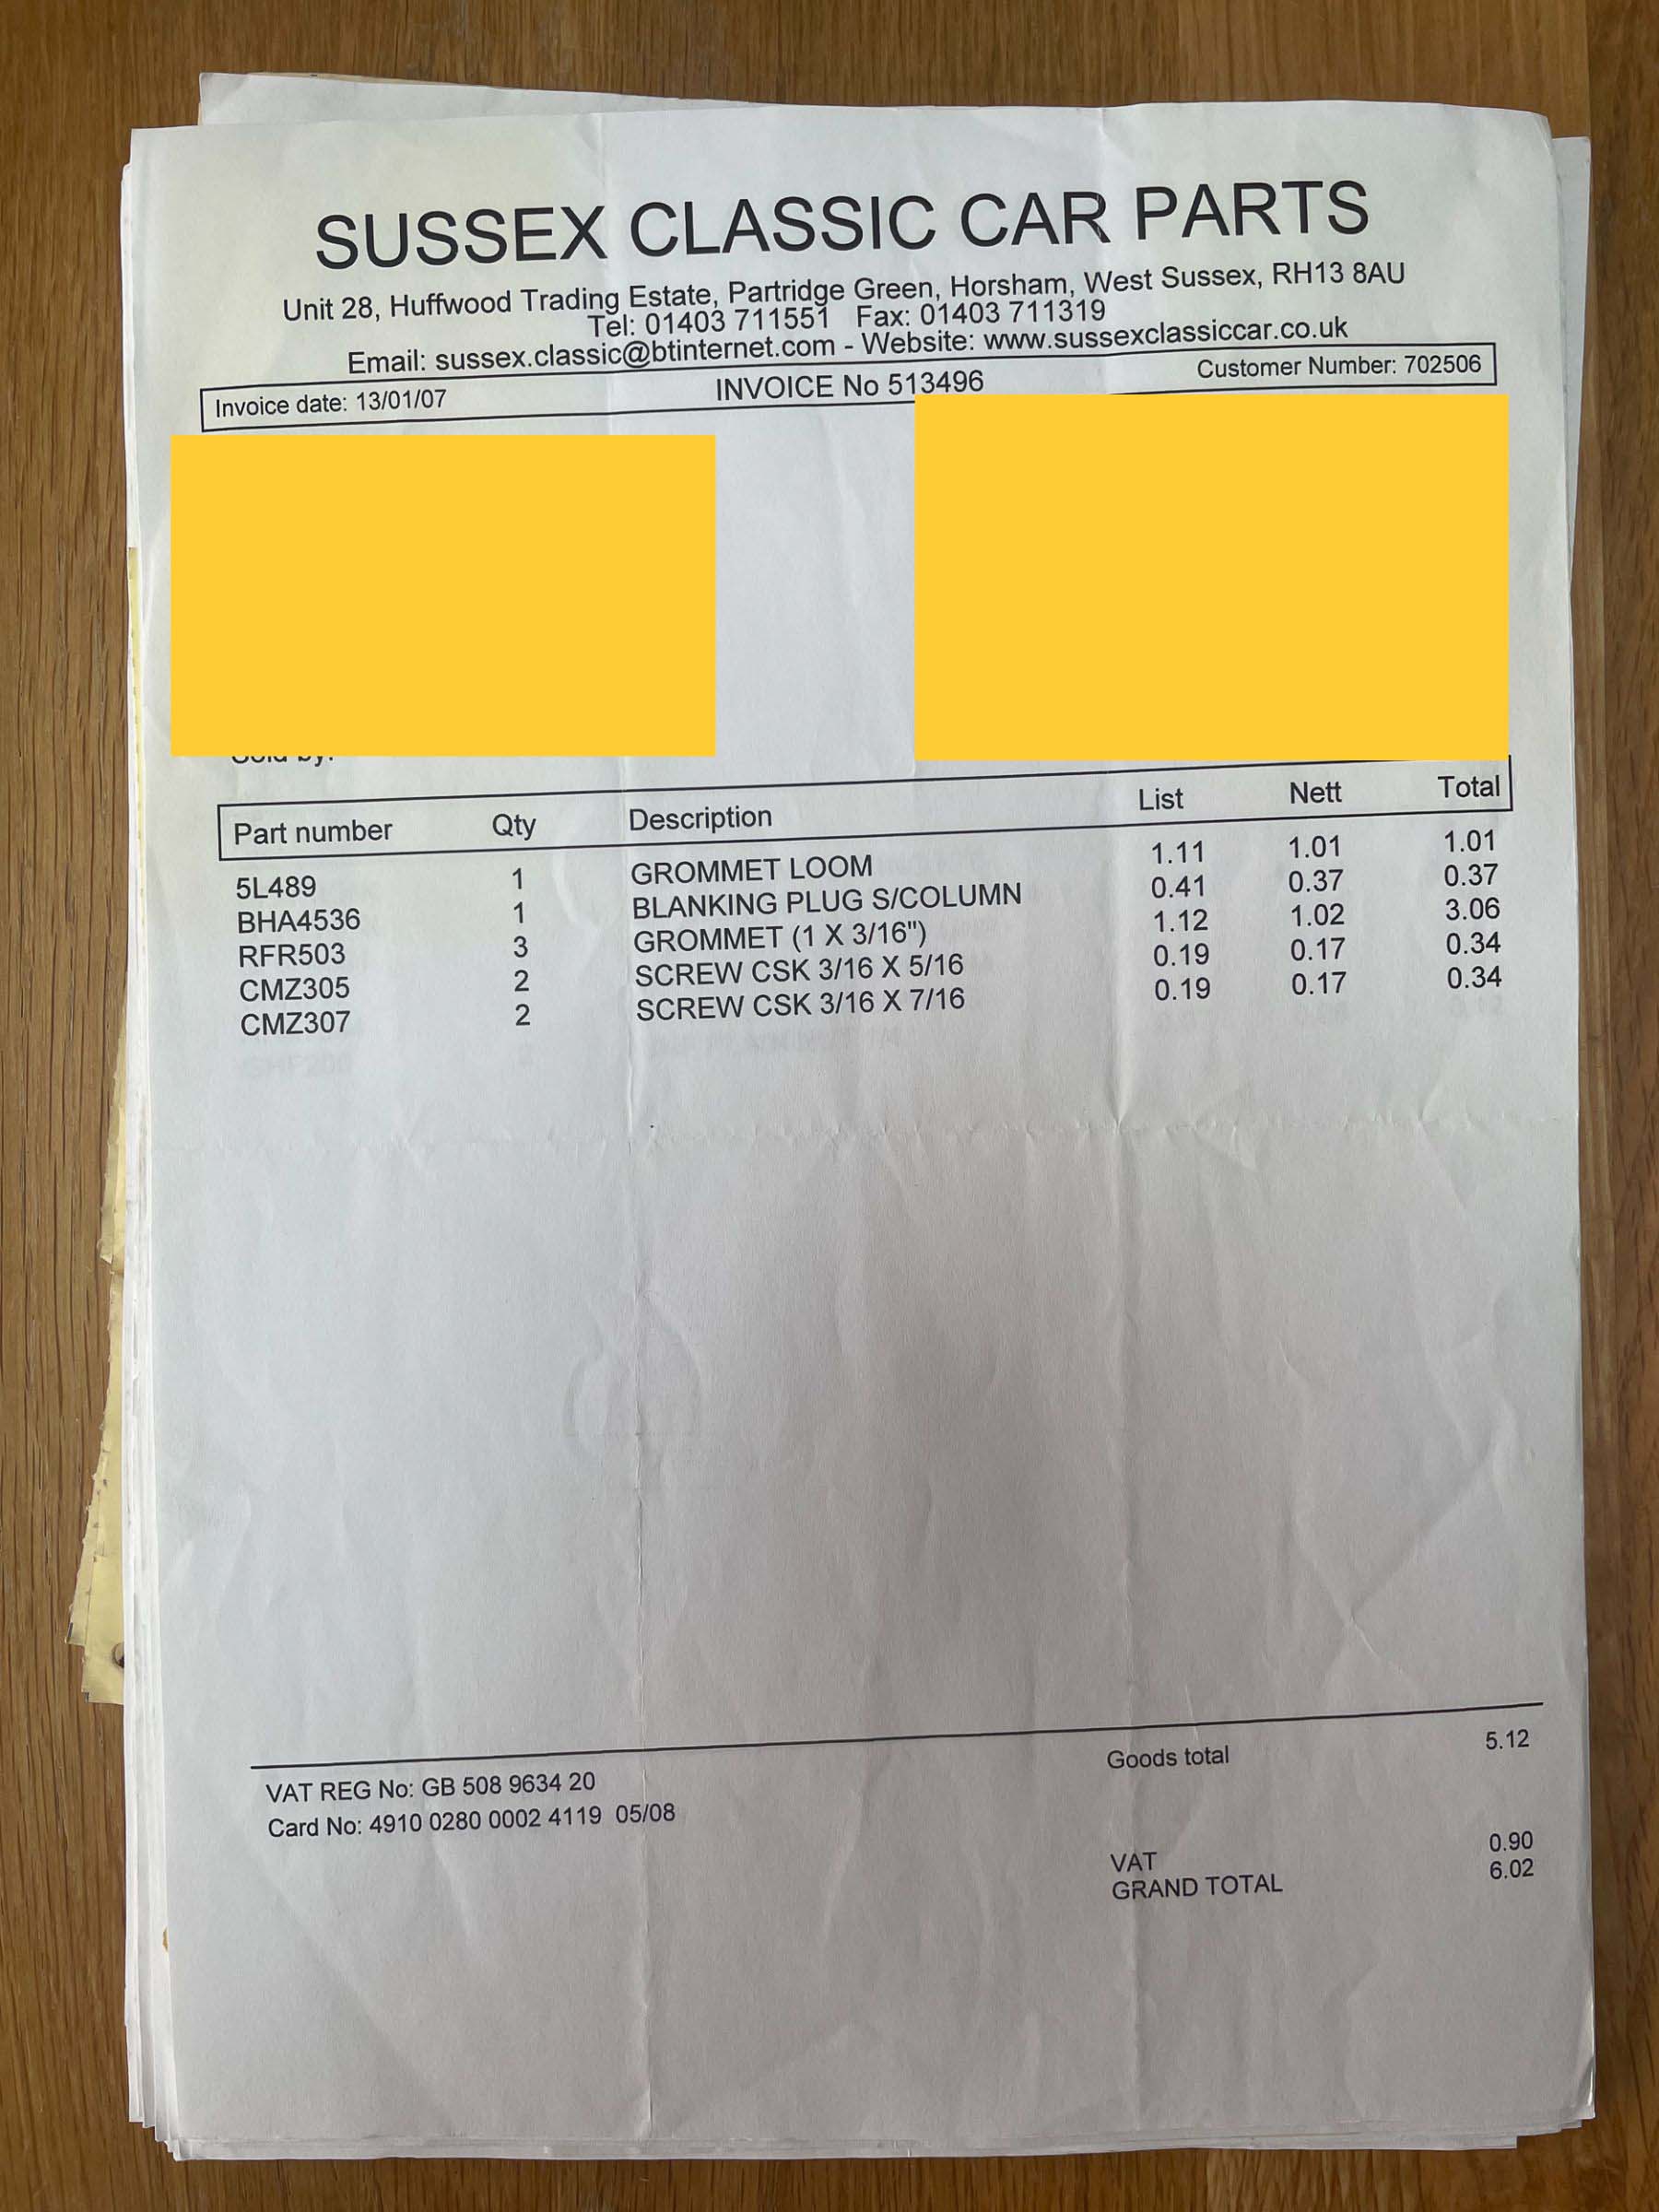 SUSSEX CLASSIC CAR PARTS
Unit 28, Huffwood Trading Estate, Partridge Green, Horsham, West Sussex, RH13 8AU
Tel: 01403 711551 Fax: 01403 711319
Email: sussex.classic@btinternet.com - Website: www.sussexclassiccar.co.uk
Invoice date: 13/01/07 INVOICE No 513496 Customer Number: 702506
Sold by:
Part number Qty Description List Nett Total
5L489 1 GROMMET LOOM 1.11 1.01 1.01
BHA4536 1 BLANKING PLUG S/COLUMN 0.41 0.37 0.37
RFR503 3 GROMMET (1 X 3/16") 1.12 1.02 3.06
CMZ305 2 SCREW CSK 3/16 X 5/16 0.19 0.17 0.34
CMZ307 2 SCREW CSK 3/16 X 7/16 0.19 0.17 0.34
Goods total 5.12
VAT REG No: GB 508 9634 20
Card No: 4910 0280 0002 4119 05/08
VAT 0.90
GRAND TOTAL 6.02